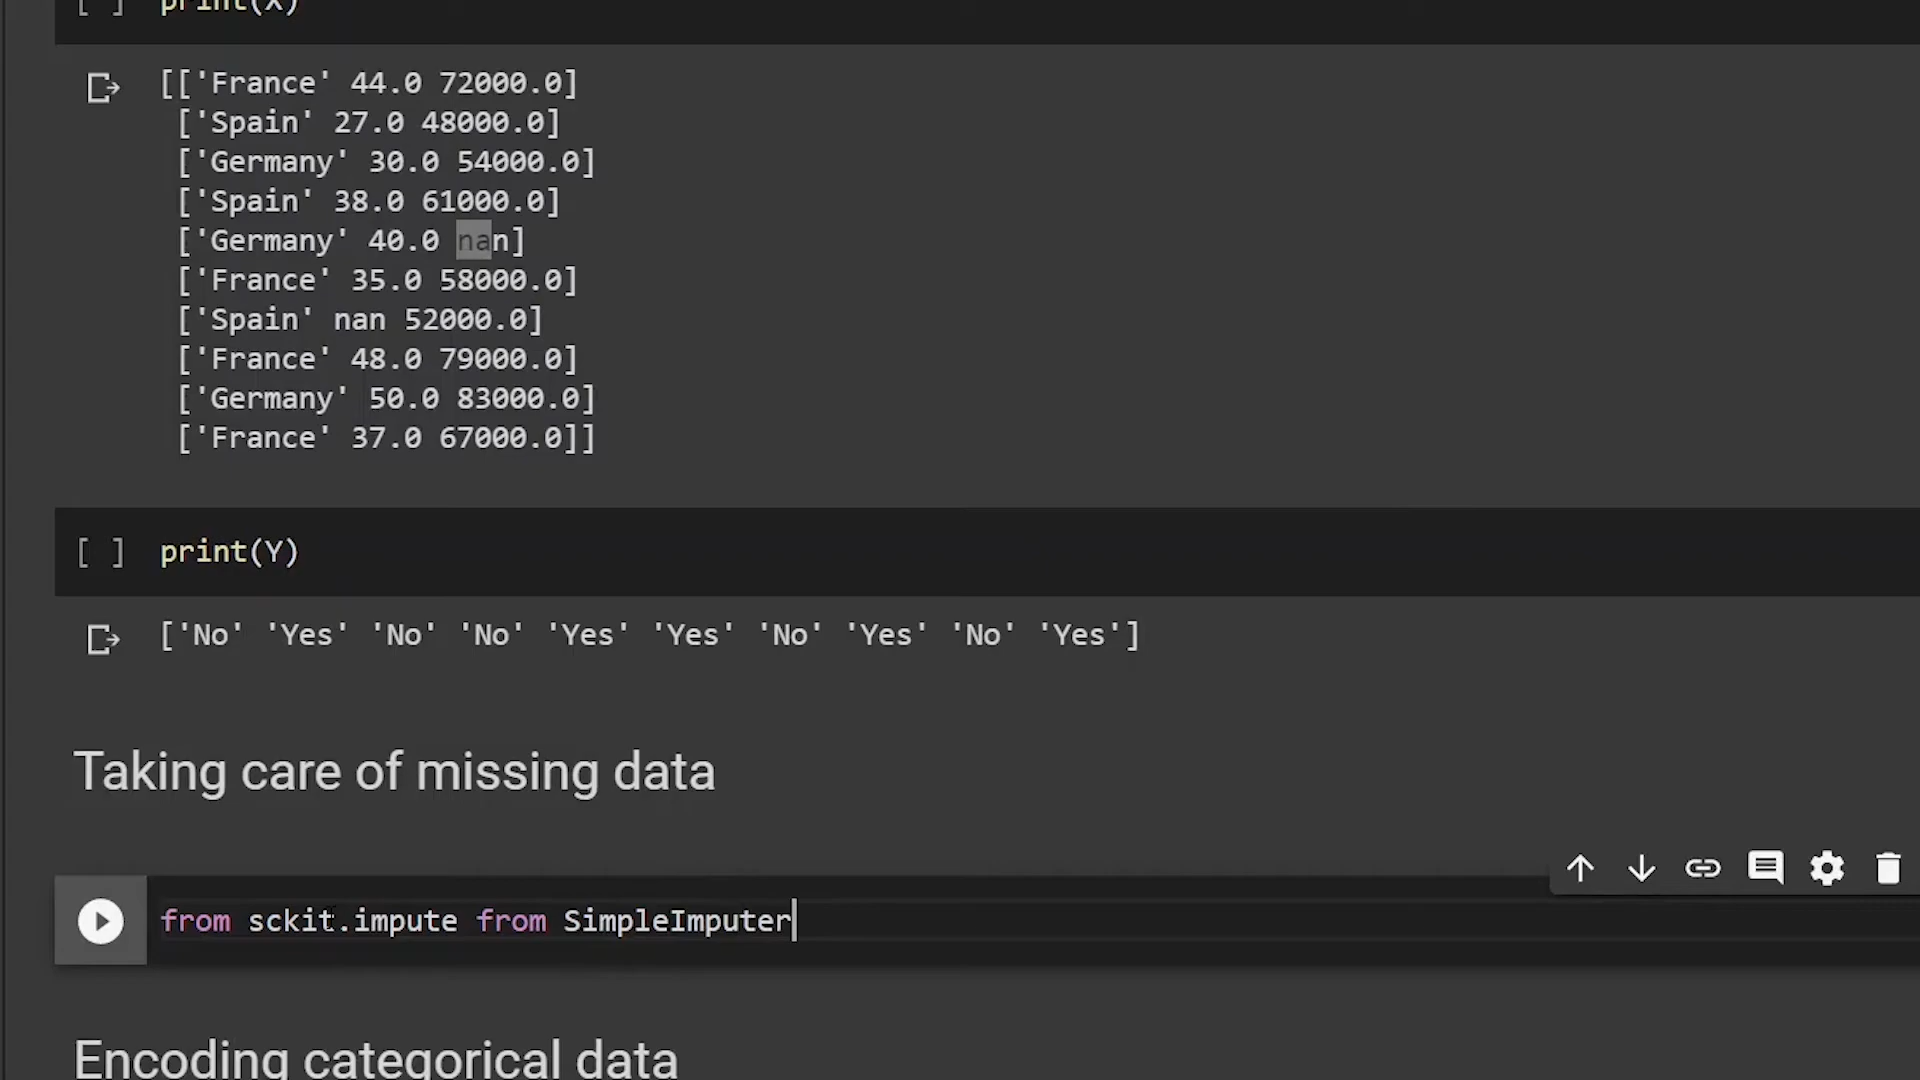 [ ] print(X)
[['France' 44.0 72000.0]
['Spain' 27.0 48000.0]
['Germany' 30.0 54000.0]
['Spain' 38.0 61000.0]
['Germany' 40.0 nan]
['France' 35.0 58000.0]
['Spain' nan 52000.0]
['France' 48.0 79000.0]
['Germany' 50.0 83000.0]
['France' 37.0 67000.0]]
[ ] print(Y)
['No' 'Yes' 'No' 'No' 'Yes' 'Yes' 'No' 'Yes' 'No' 'Yes']
Taking care of missing data
from sckit.impute from SimpleImputer
Encoding categorical data